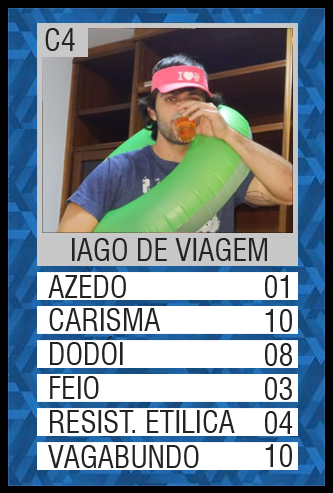 C4
I ♥
IAGO DE VIAGEM
AZEDO 01
CARISMA 10
DODÓI 08
FEIO 03
RESIST. ETILICA 04
VAGABUNDO 10